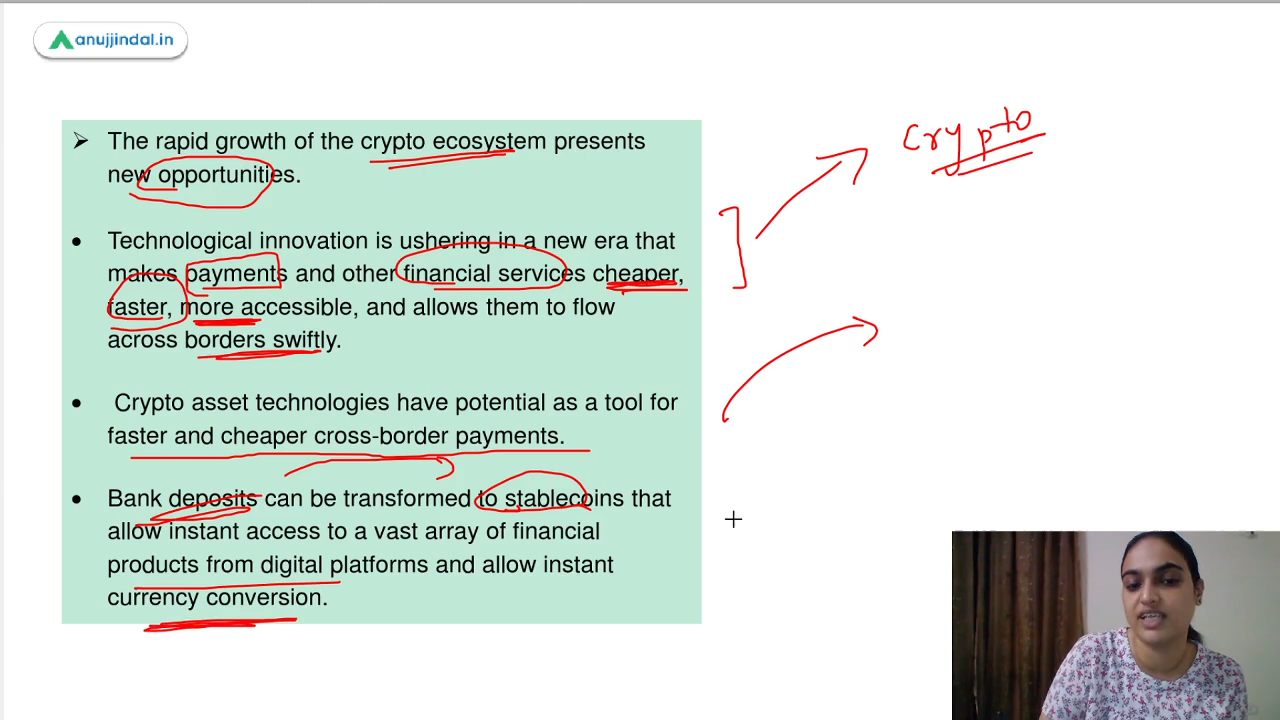 anujjindal.in
The rapid growth of the crypto ecosystem presents
new opportunities.
Technological innovation is ushering in a new era that
makes payments and other financial services cheaper,
faster, more accessible, and allows them to flow
across borders swiftly.
Crypto asset technologies have potential as a tool for
faster and cheaper cross-border payments.
Bank deposits can be transformed to stablecoins that
allow instant access to a vast array of financial
products from digital platforms and allow instant
currency conversion.
Crypto